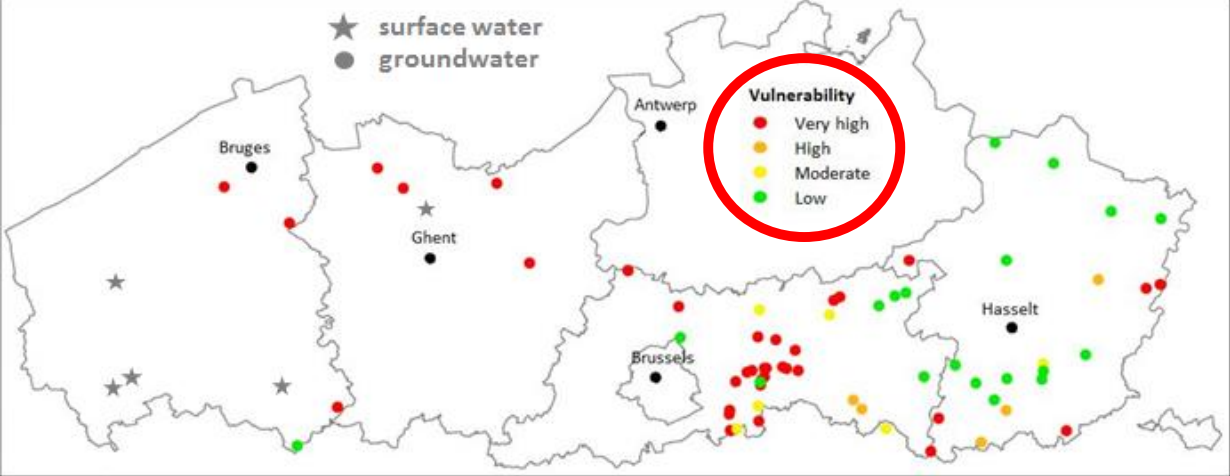 surface water
groundwater
Vulnerability
Antwerp
Very high
High
Bruges
Moderate
Low
Ghent
Hasselt
Brussels